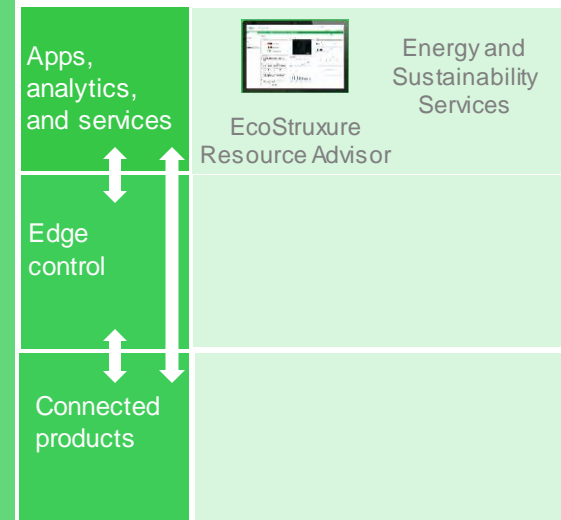 Apps,
analytics,
and services
EcoStruxure
Resource Advisor
Energy and
Sustainability
Services
Edge
control
Connected
products